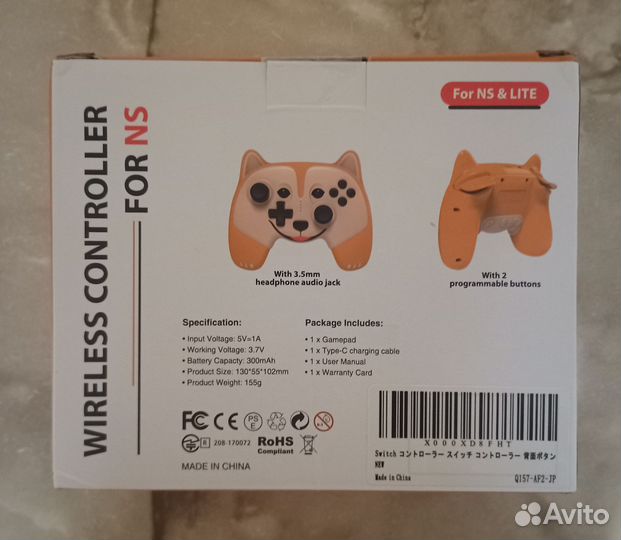 WIRELESS CONTROLLER
FOR NS
For NS & LITE
With 3.5mm
headphone audio jack
With 2
programmable buttons
Specification:
• Input Voltage: 5V=1A
• Working Voltage: 3.7V
• Battery Capacity: 300mAh
• Product Size: 130*55*102mm
• Product Weight: 155g
Package Includes:
• 1 x Gamepad
• 1 x Type-C charging cable
• 1 x User Manual
• 1 x Warranty Card
FC CE PS E
R 208-170072 RoHS
Compliant
MADE IN CHINA
X000XD8FHT
Switch コントローラー スイッチ コントローラー 背面ボタン
NEW
Made in China
Q157-AF2-JP
Avito